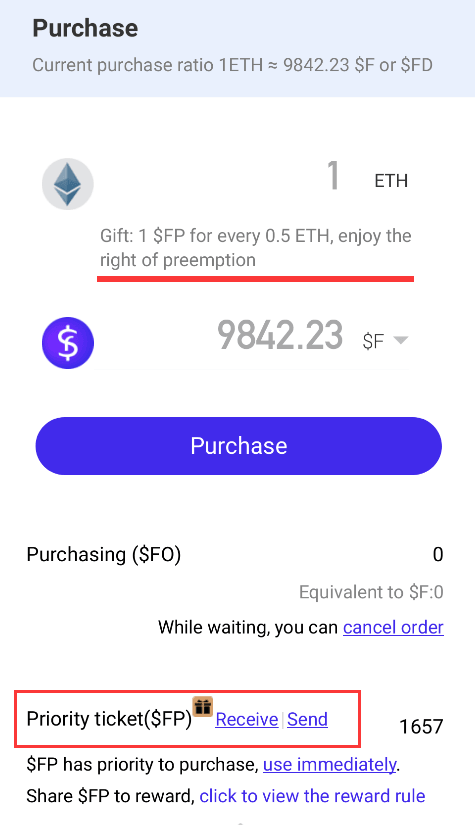 Purchase
Current purchase ratio 1ETH ≈ 9842.23 $F or $FD
1 ETH
Gift: 1 $FP for every 0.5 ETH, enjoy the
right of preemption
9842.23 $F
Purchase
Purchasing ($FO) 0
Equivalent to $F:0
While waiting, you can cancel order
Priority ticket($FP) Receive | Send 1657
$FP has priority to purchase, use immediately.
Share $FP to reward, click to view the reward rule